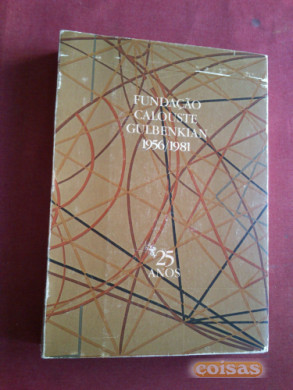 FUNDAÇÃO
CALOUSTE
GULBENKIAN
1956/1981
25
ANOS
coisas